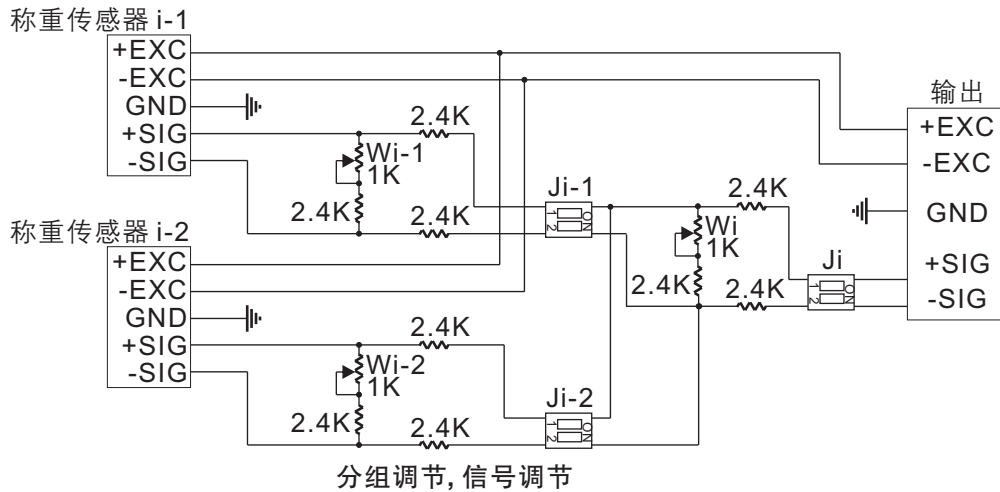 称重传感器 i-1
+EXC
-EXC
GND
+SIG
-SIG
2.4K
Wi-1
1K
2.4K
2.4K
Ji-1
ON
1 2
称重传感器 i-2
+EXC
-EXC
GND
+SIG
-SIG
2.4K
Wi-2
1K
2.4K
2.4K
Ji-2
ON
1 2
2.4K
Wi
1K
2.4K
2.4K
Ji
ON
1 2
输出
+EXC
-EXC
GND
+SIG
-SIG
分组调节, 信号调节